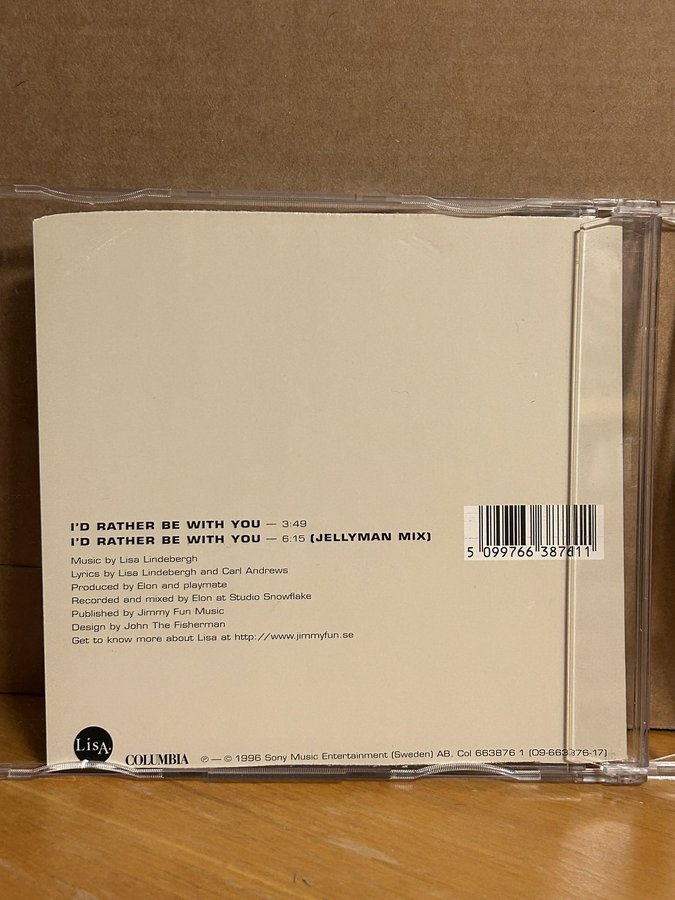 I'D RATHER BE WITH YOU — 3:49
I'D RATHER BE WITH YOU — 6:15 (JELLYMAN MIX)
Music by Lisa Lindebergh
Lyrics by Lisa Lindebergh and Carl Andrews
Produced by Elon and playmate
Recorded and mixed by Elon at Studio Snowflake
Published by Jimmy Fun Music
Design by John The Fisherman
Get to know more about Lisa at http://www.jimmyfun.se
5 099766 387611
LisA.
COLUMBIA ℗ — © 1996 Sony Music Entertainment (Sweden) AB. Col 663876 1 (09-663876-17)